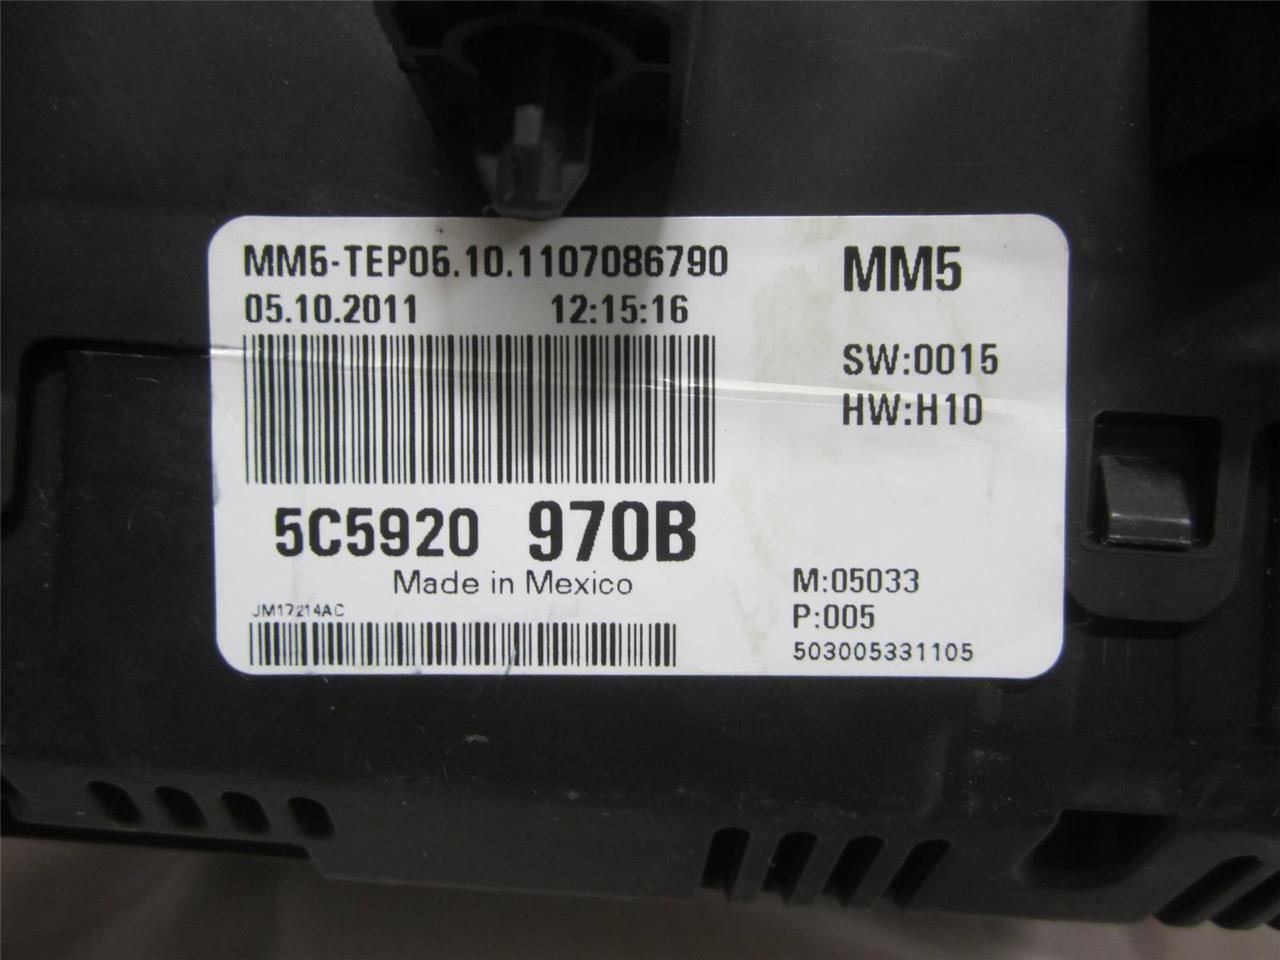 MM5-TEP05.10.1107086790
05.10.2011 12:15:16
MM5
SW:0015
HW:H10
5C5920 970B
Made in Mexico
JM17214AC
M:05033
P:005
503005331105